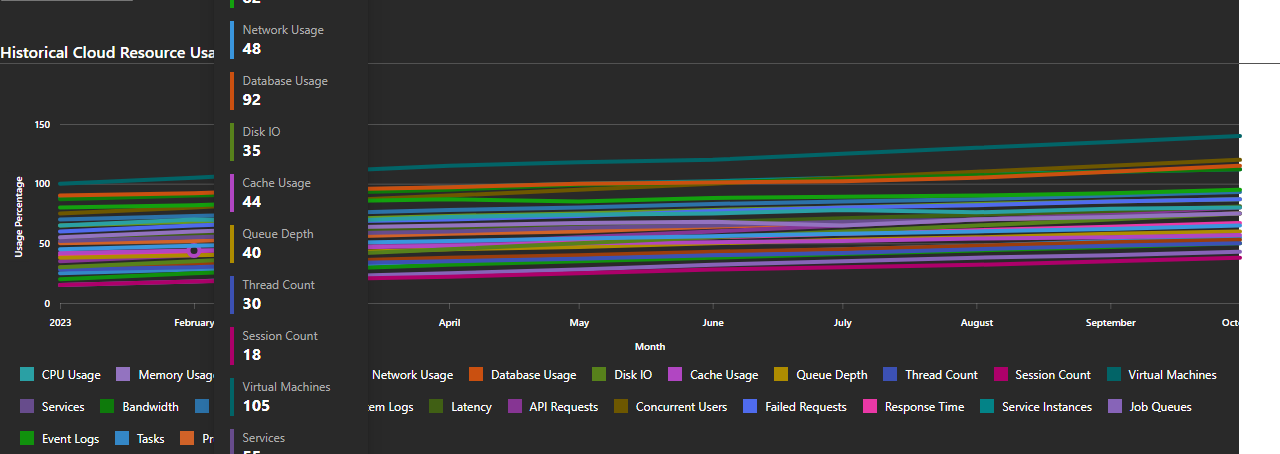 Network Usage
48
Historical Cloud Resource Usa
Database Usage
92
150
Disk IO
35
Cache Usage
100
44
Usage Percentage
Queue Depth
50
40
Thread Count
30
0
2023
February
April
May
June
July
August
September
Octo
Session Count
18
Month
CPU Usage
Memory Usag
Network Usage
Database Usage
Disk IO
Cache Usage
Queue Depth
Thread Count
Session Count
Virtual Machines
Virtual Machines
105
Services
Bandwidth
em Logs
Latency
API Requests
Concurrent Users
Failed Requests
Response Time
Service Instances
Job Queues
Event Logs
Tasks
Pr
Services